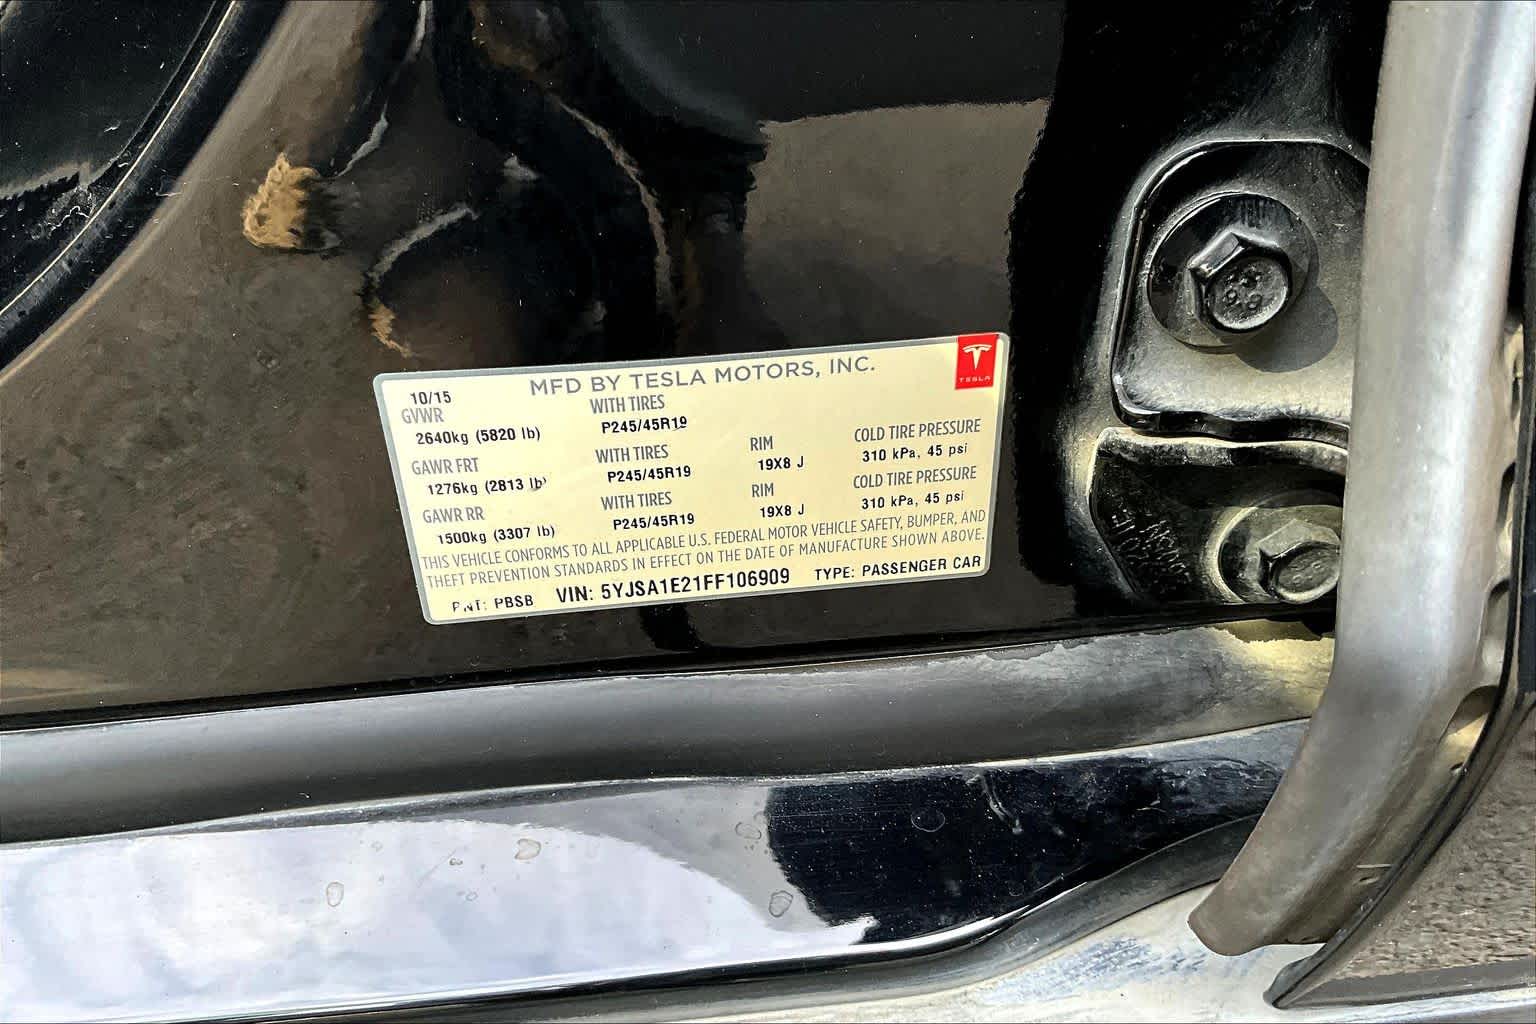 MFD BY TESLA MOTORS, INC.
TESLA
10/15
GVWR WITH TIRES
2640kg (5820 lb) P245/45R19
GAWR FRT WITH TIRES RIM COLD TIRE PRESSURE
1276kg (2813 lb) P245/45R19 19X8 J 310 kPa, 45 psi
GAWR RR WITH TIRES RIM COLD TIRE PRESSURE
1500kg (3307 lb) P245/45R19 19X8 J 310 kPa, 45 psi
THIS VEHICLE CONFORMS TO ALL APPLICABLE U.S. FEDERAL MOTOR VEHICLE SAFETY, BUMPER, AND
THEFT PREVENTION STANDARDS IN EFFECT ON THE DATE OF MANUFACTURE SHOWN ABOVE.
PNT: PBSB VIN: 5YJSA1E21FF106909 TYPE: PASSENGER CAR